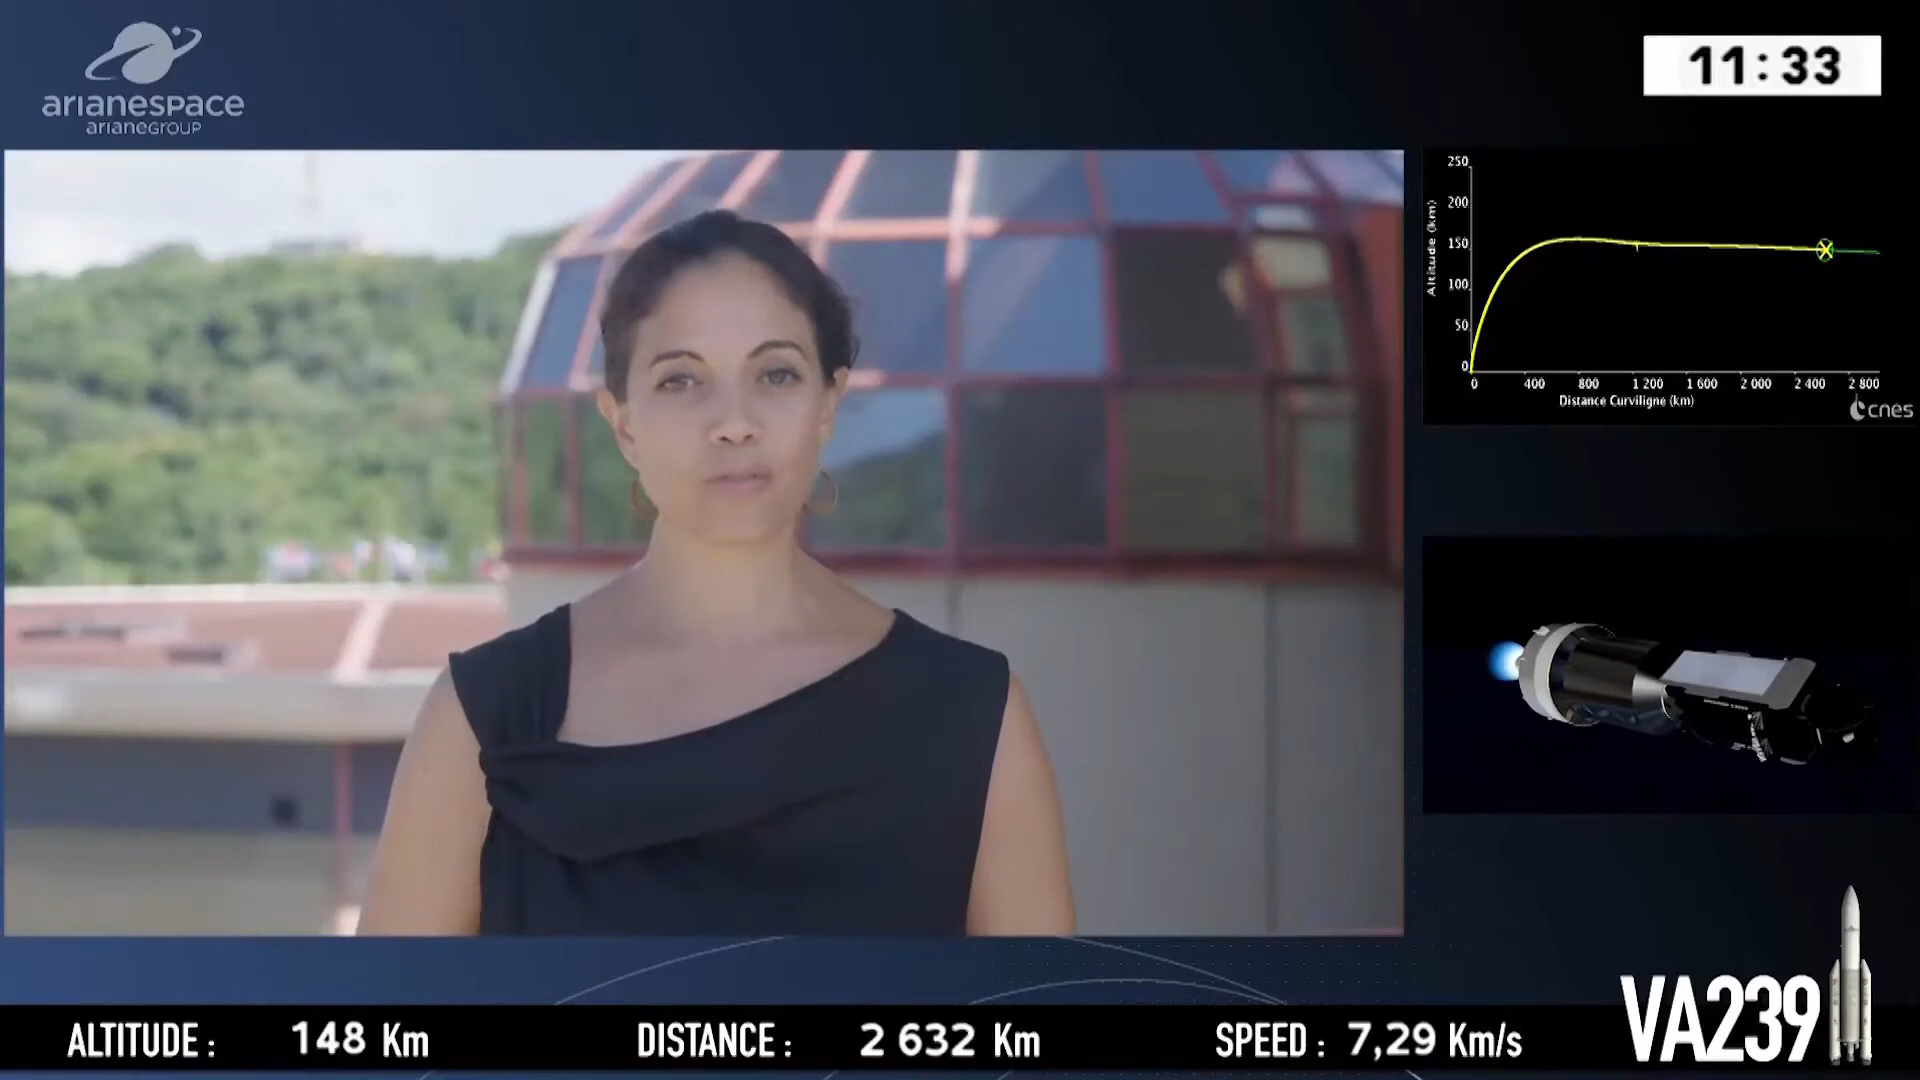 arianespace
arianeGROUP
11:33
250
200
150
100
50
0
Altitude (km)
0 400 800 1 200 1 600 2 000 2 400 2 800
Distance Curviligne (km)
cnes
VA239
ALTITUDE : 148 Km DISTANCE : 2 632 Km SPEED : 7,29 Km/s